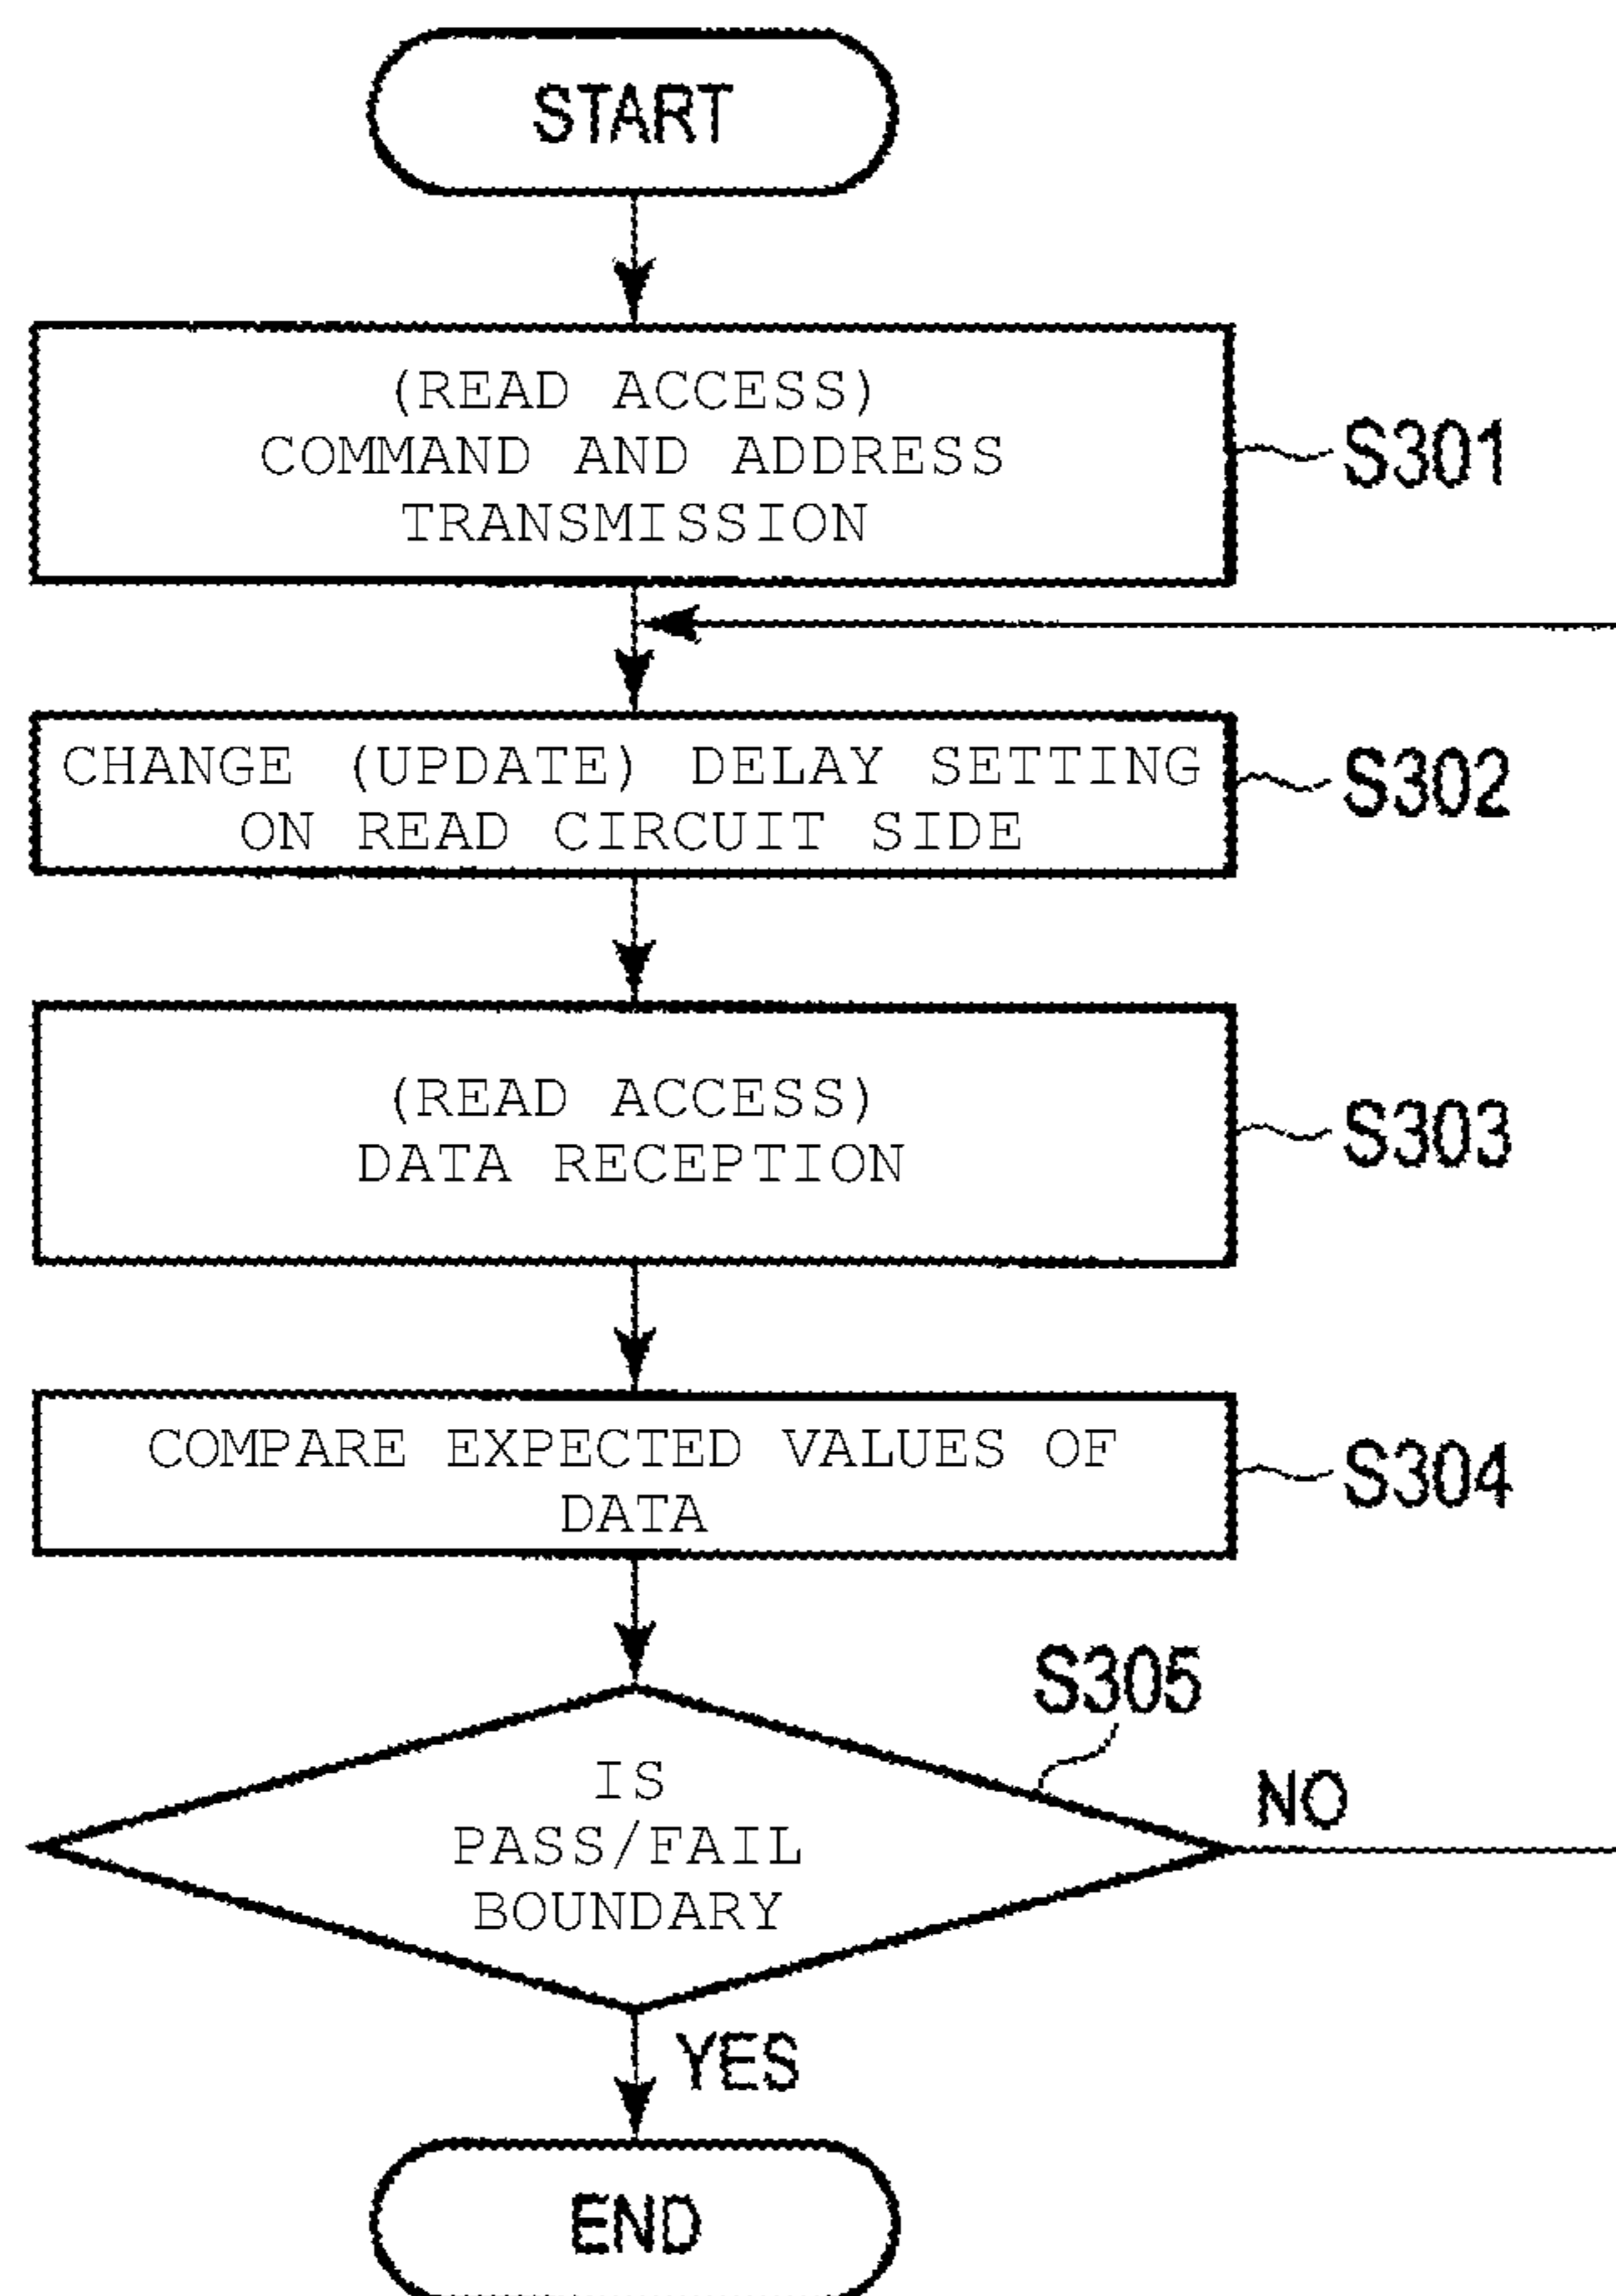 START
(READ ACCESS)
COMMAND AND ADDRESS
TRANSMISSION
S301
CHANGE (UPDATE) DELAY SETTING
ON READ CIRCUIT SIDE
S302
(READ ACCESS)
DATA RECEPTION
S303
COMPARE EXPECTED VALUES OF
DATA
S304
S305
IS
PASS/FAIL
BOUNDARY
NO
YES
END